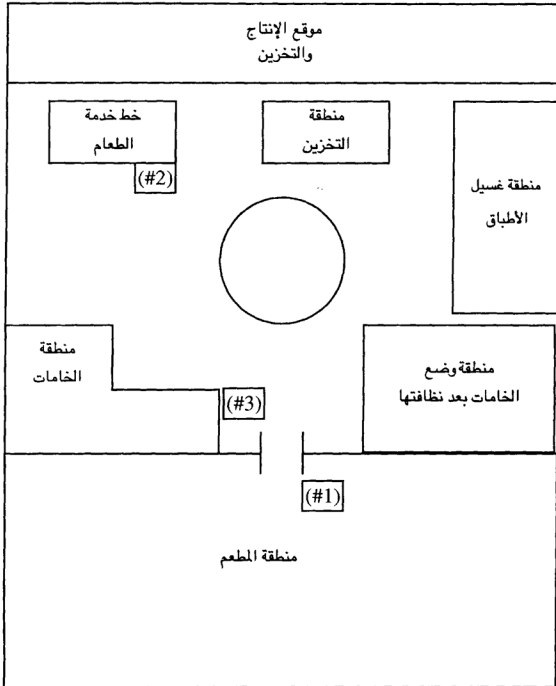 موقع الإنتاج
والتخزين
خط خدمة
الطعام
(#2)
منطقة
التخزين
منطقة غسيل
الأطباق
منطقة
الخامات
(#3)
منطقة وضع
الخامات بعد نظافتها
(#1)
منطقة المطعم